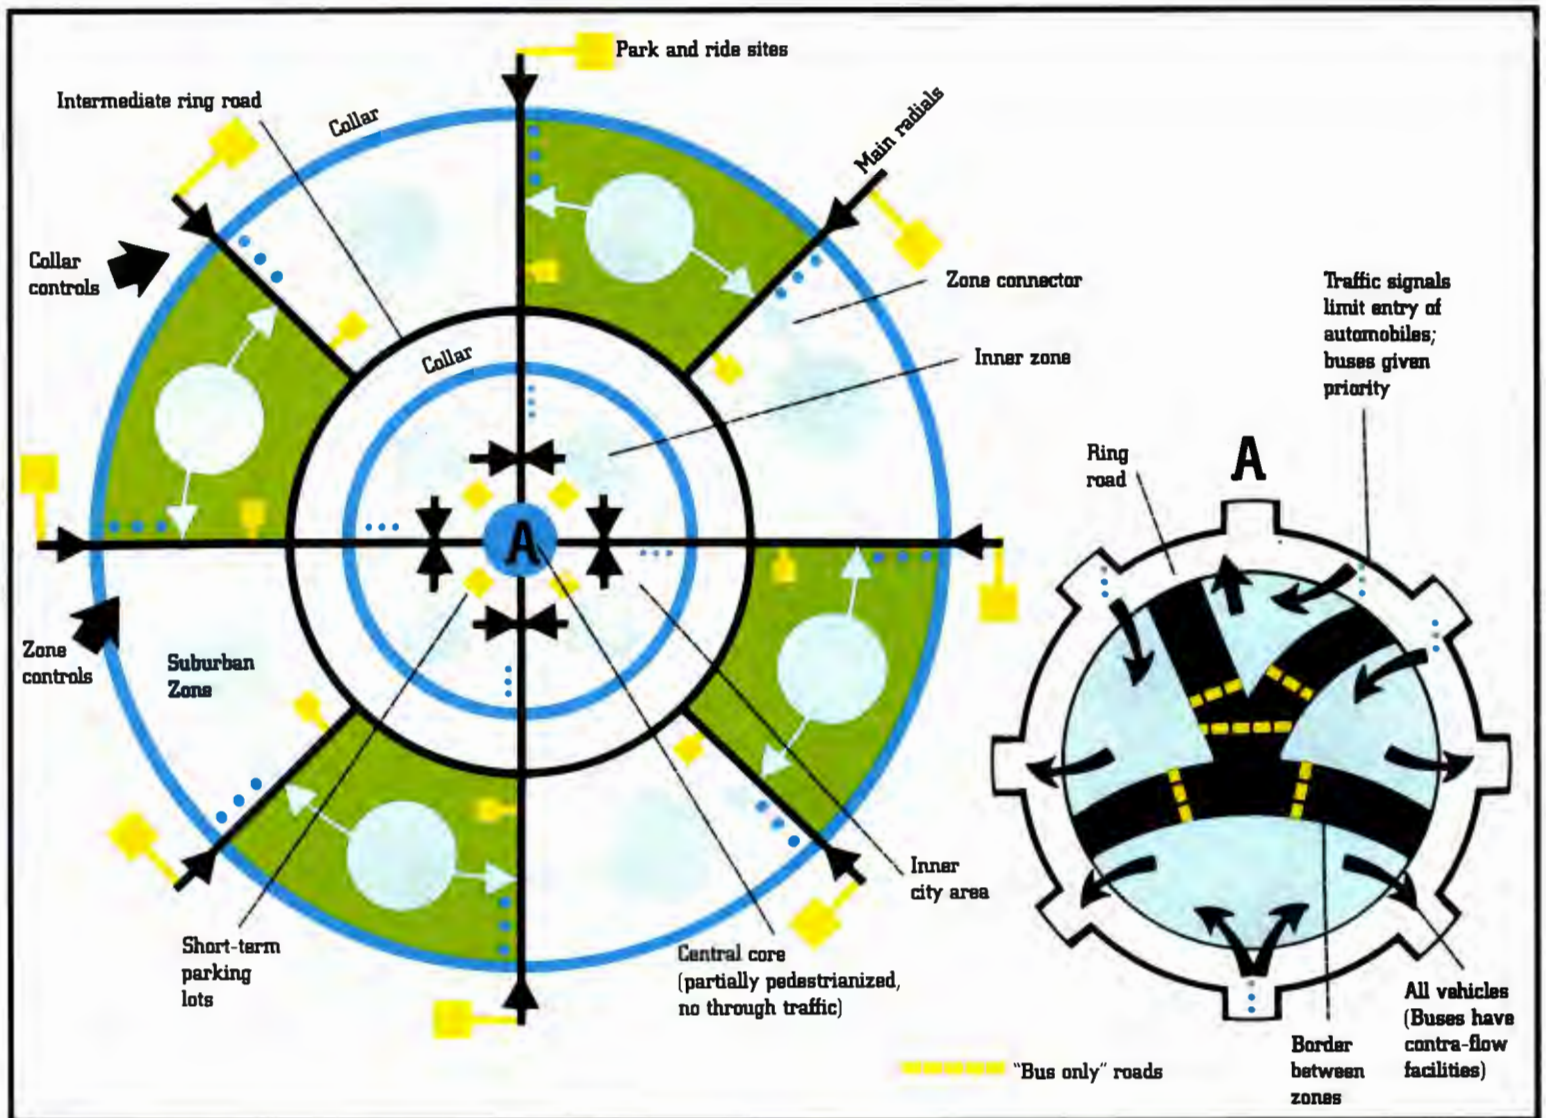 Park and ride sites
Intermediate ring road
Collar
Main radials
Collar
controls
Zone connector
Traffic signals
limit entry of
automobiles;
buses given
priority
Collar
Inner zone
Ring
road
A
A
Zone
controls
Suburban
Zone
Inner
city area
Short-term
parking
lots
Central core
(partially pedestrianized,
no through traffic)
All vehicles
(Buses have
contra-flow
facilities)
Border
between
zones
"Bus only" roads